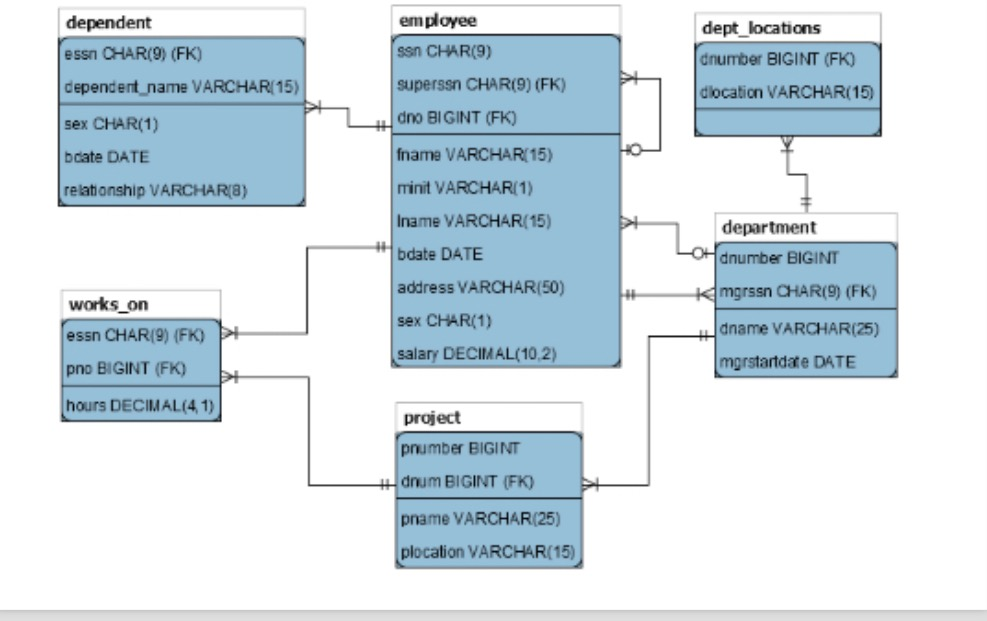 dependent
essn CHAR(9) (FK)
dependent_name VARCHAR(15)
sex CHAR(1)
bdate DATE
relationship VARCHAR(8)
employee
ssn CHAR(9)
superssn CHAR(9) (FK)
dno BIGINT (FK)
fname VARCHAR(15)
minit VARCHAR(1)
lname VARCHAR(15)
bdate DATE
address VARCHAR(50)
sex CHAR(1)
salary DECIMAL(10,2)
dept_locations
dnumber BIGINT (FK)
dlocation VARCHAR(15)
department
dnumber BIGINT
mgrssn CHAR(9) (FK)
dname VARCHAR(25)
mgrstartdate DATE
works_on
essn CHAR(9) (FK)
pno BIGINT (FK)
hours DECIMAL(4,1)
project
pnumber BIGINT
dnum BIGINT (FK)
pname VARCHAR(25)
plocation VARCHAR(15)